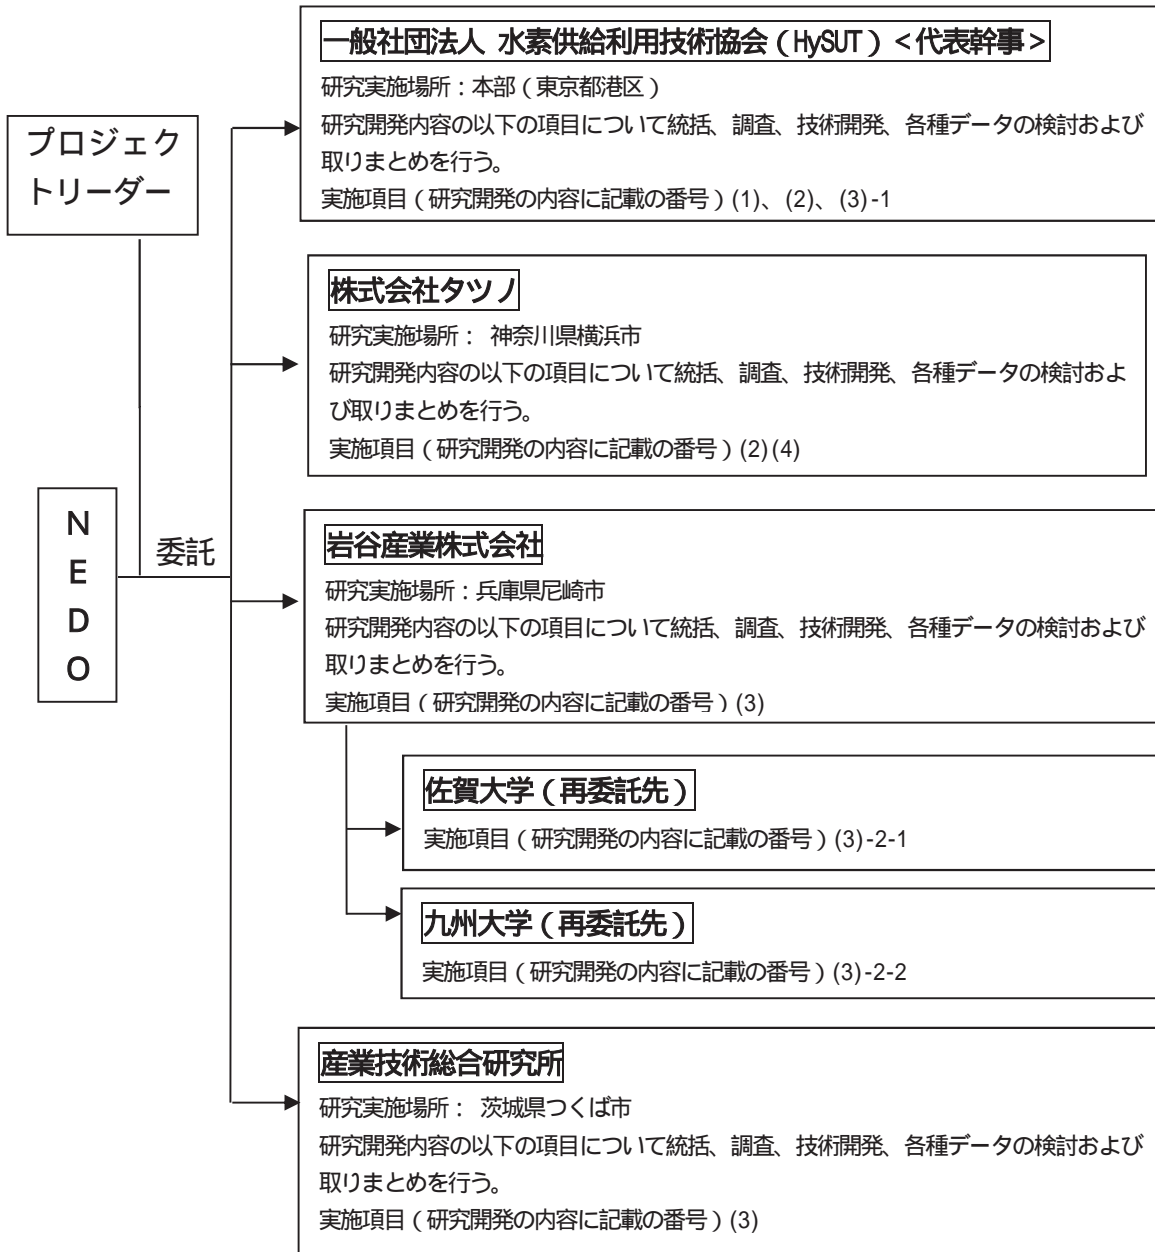 一般社団法人 水素供給利用技術協会（HySUT）＜代表幹事＞
研究実施場所：本部（東京都港区）
研究開発内容の以下の項目について統括、調査、技術開発、各種データの検討および
取りまとめを行う。
実施項目（研究開発の内容に記載の番号）(1)、(2)、(3)-1
プロジェク
トリーダー
株式会社タツノ
研究実施場所： 神奈川県横浜市
研究開発内容の以下の項目について統括、調査、技術開発、各種データの検討およ
び取りまとめを行う。
実施項目（研究開発の内容に記載の番号）(2)(4)
N
E
D
O
委託
岩谷産業株式会社
研究実施場所：兵庫県尼崎市
研究開発内容の以下の項目について統括、調査、技術開発、各種データの検討および
取りまとめを行う。
実施項目（研究開発の内容に記載の番号）(3)
佐賀大学（再委託先）
実施項目（研究開発の内容に記載の番号）(3)-2-1
九州大学（再委託先）
実施項目（研究開発の内容に記載の番号）(3)-2-2
産業技術総合研究所
研究実施場所： 茨城県つくば市
研究開発内容の以下の項目について統括、調査、技術開発、各種データの検討および
取りまとめを行う。
実施項目（研究開発の内容に記載の番号）(3)